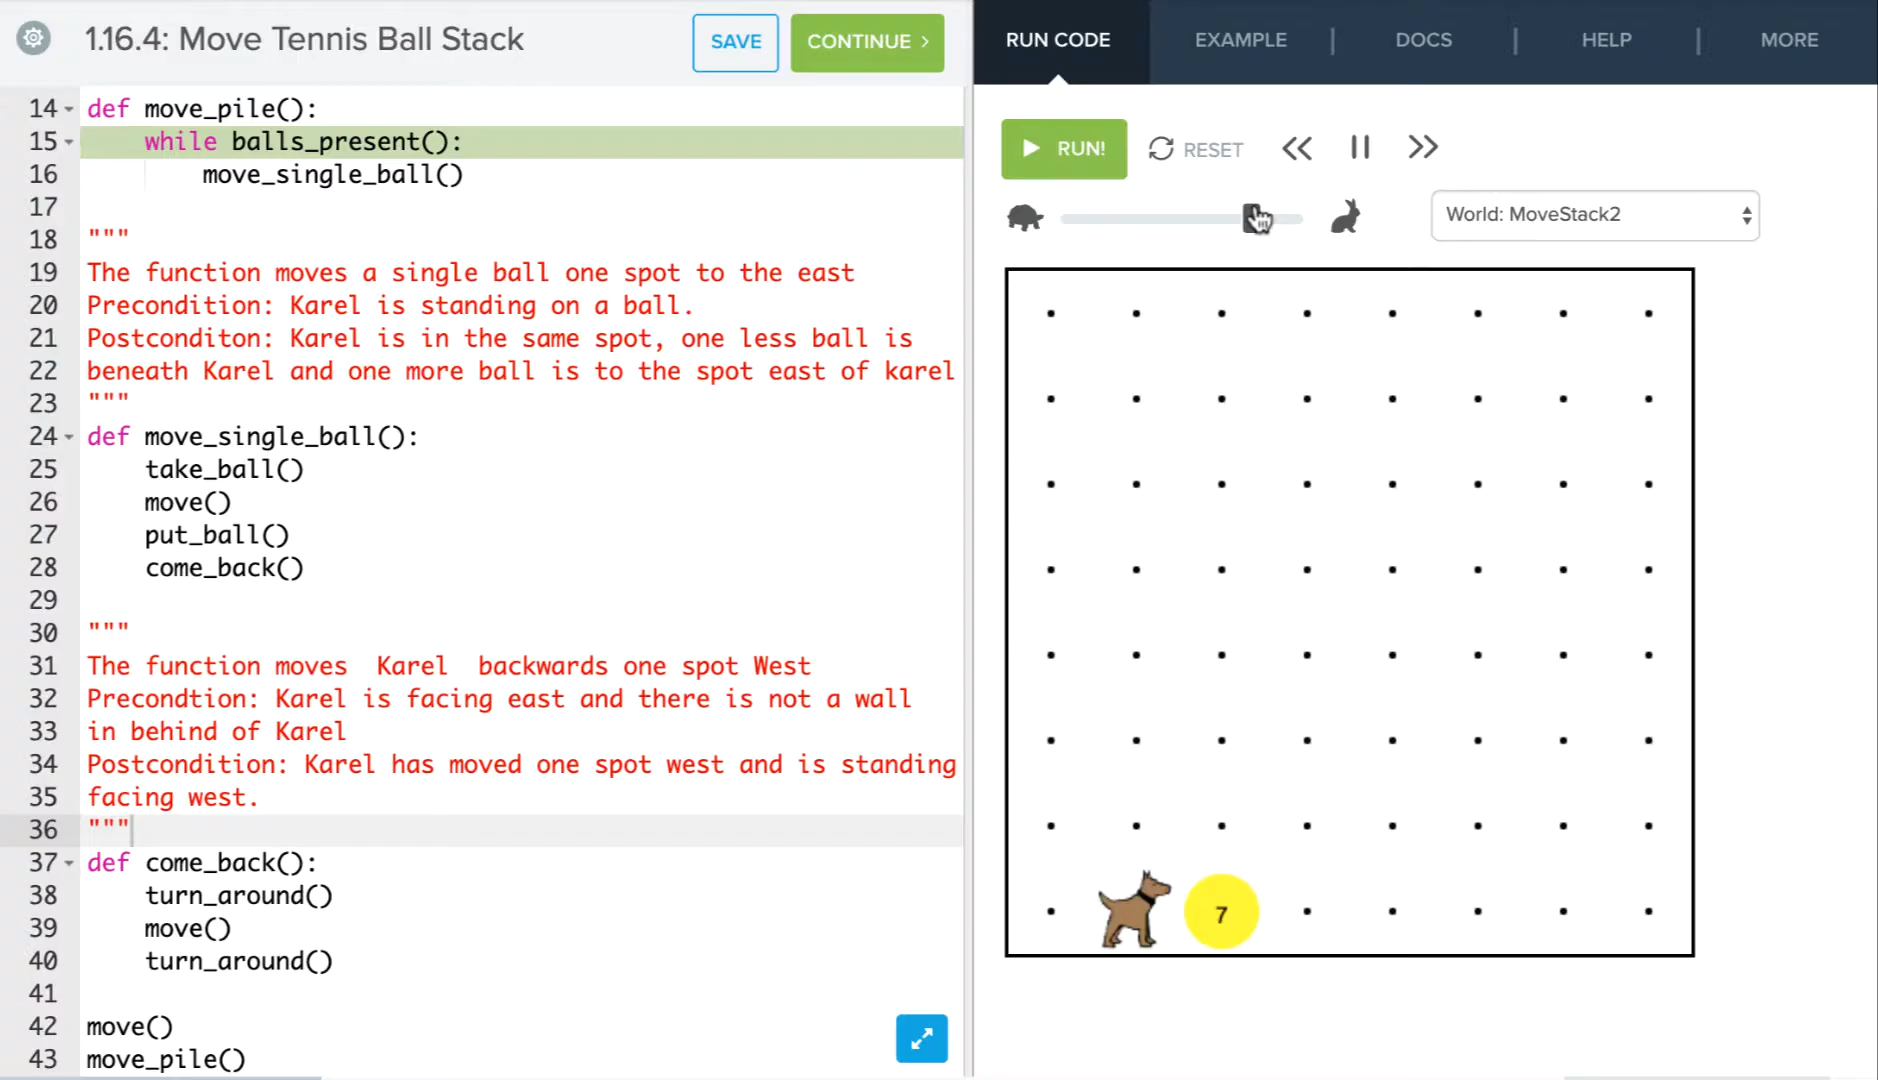 1.16.4: Move Tennis Ball Stack
SAVE
CONTINUE
RUN CODE
EXAMPLE
DOCS
HELP
MORE
14 def move_pile():
15 while balls_present():
16 move_single_ball()
17
18 """
19 The function moves a single ball one spot to the east
20 Precondition: Karel is standing on a ball.
21 Postconditon: Karel is in the same spot, one less ball is
22 beneath Karel and one more ball is to the spot east of karel
23 """
24 def move_single_ball():
25 take_ball()
26 move()
27 put_ball()
28 come_back()
29
30 """
31 The function moves  Karel  backwards one spot West
32 Precondtion: Karel is facing east and there is not a wall
33 in behind of Karel
34 Postcondition: Karel has moved one spot west and is standing
35 facing west.
36 """
37 def come_back():
38 turn_around()
39 move()
40 turn_around()
41
42 move()
43 move_pile()
RUN!
RESET
World: MoveStack2
7